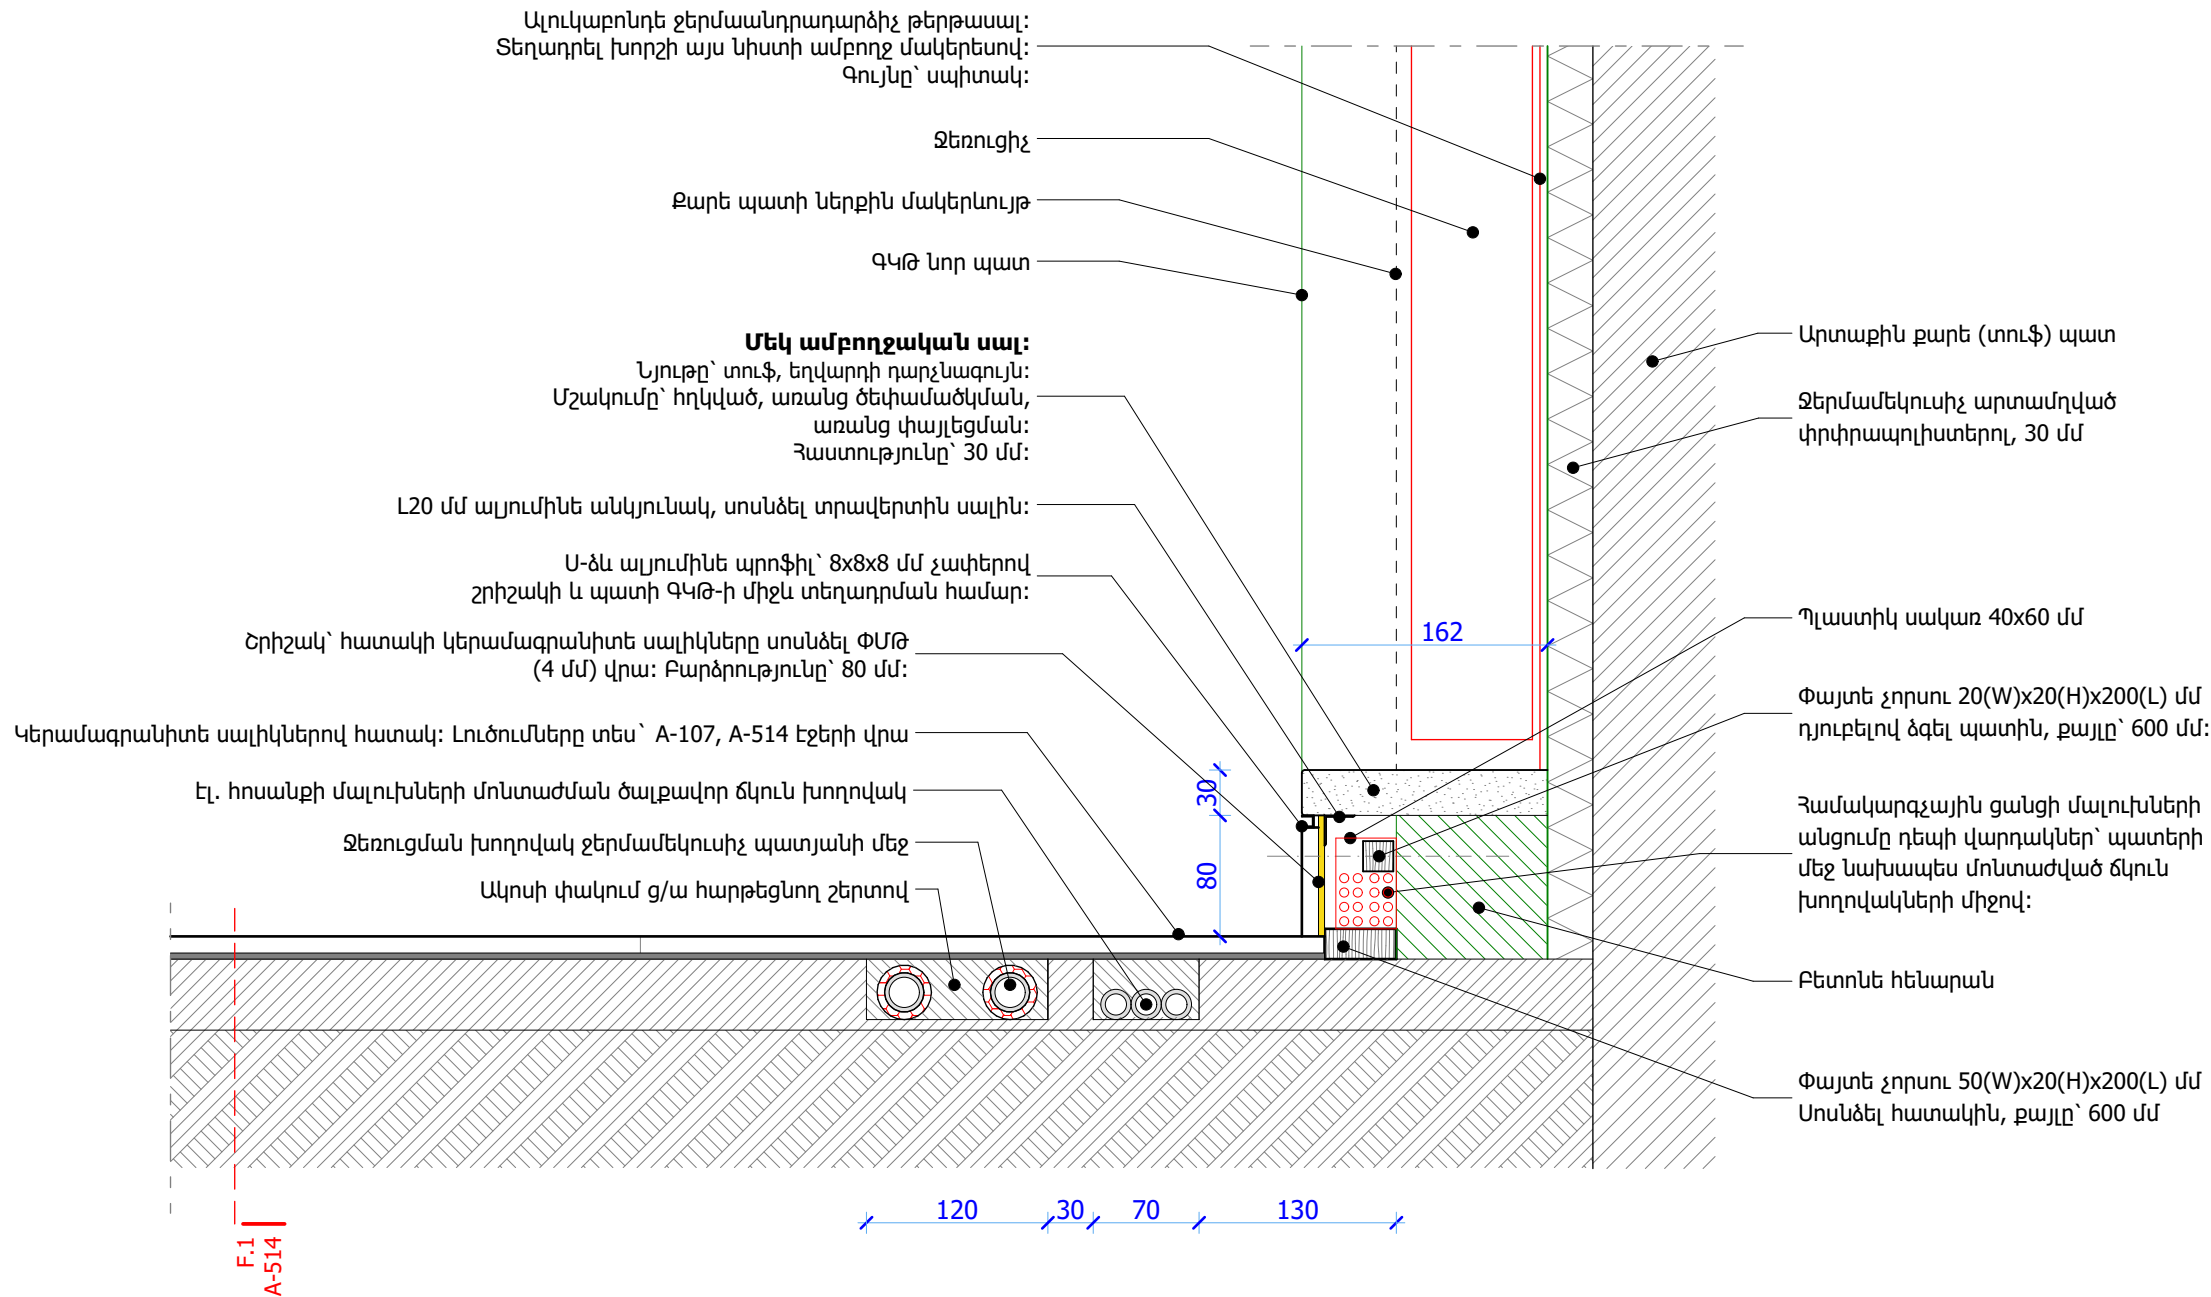 Ալուկաբոնդե ջերմաանդրադարձիչ թերթասալ:
Տեղադրել խորշի այս նիստի ամբողջ մակերեսով:
Գույնը՝ սպիտակ:
Ջեռուցիչ
Քարե պատի ներքին մակերևույթ
ԳԿԹ նոր պատ
Մեկ ամբողջական սալ:
Նյութը՝ տուֆ, եղվարդի դարչնագույն:
Մշակումը՝ հղկված, առանց ծեփամածկման,
առանց փայլեցման:
Հաստությունը՝ 30 մմ:
Լ20 մմ ալյումինե անկյունակ, սոսնձել տրավերտին սալին:
Ս-ձև ալյումինե պրոֆիլ՝ 8x8x8 մմ չափերով
շրիշակի և պատի ԳԿԹ-ի միջև տեղադրման համար:
Շրիշակ՝ հատակի կերամագրանիտե սալիկները սոսնձել ՓՄԹ
(4 մմ) վրա: Բարձրությունը՝ 80 մմ:
Կերամագրանիտե սալիկներով հատակ: Լուծումները տես՝ A-107, A-514 էջերի վրա
Էլ. հոսանքի մալուխների մոնտաժման ծալքավոր ճկուն խողովակ
Ջեռուցման խողովակ ջերմամեկուսիչ պատյանի մեջ
Ակոսի փակում ց/ա հարթեցնող շերտով
Արտաքին քարե (տուֆ) պատ
Ջերմամեկուսիչ արտամղված
փրփրապոլիստերոլ, 30 մմ
Պլաստիկ սակառ 40x60 մմ
Փայտե չորսու 20(W)x20(H)x200(L) մմ
դյուբելով ձգել պատին, քայլը՝ 600 մմ:
Համակարգչային ցանցի մալուխների
անցումը դեպի վարդակներ՝ պատերի
մեջ նախապես մոնտաժված ճկուն
խողովակների միջով:
Բետոնե հենարան
Փայտե չորսու 50(W)x20(H)x200(L) մմ
Սոսնձել հատակին, քայլը՝ 600 մմ
162
30
80
120
30
70
130
F.1
A-514